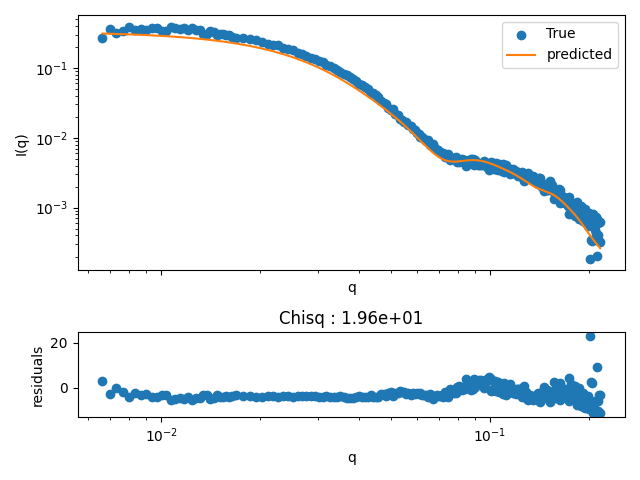 True
predicted
I(q)
10⁻¹
10⁻²
10⁻³
q
Chisq : 1.96e+01
residuals
20
0
10⁻²
10⁻¹
q